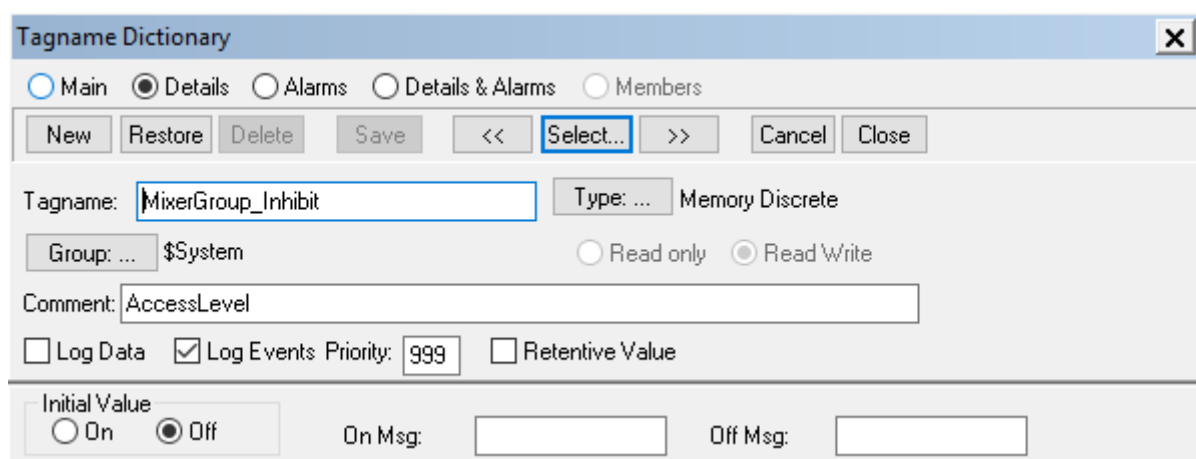 Tagname Dictionary
Main Details Alarms Details & Alarms Members
New Restore Delete Save << Select... >> Cancel Close
Tagname: MixerGroup_Inhibit Type: ... Memory Discrete
Group: ... $System Read only Read Write
Comment: AccessLevel
Log Data Log Events Priority: 999 Retentive Value
Initial Value
On Off On Msg: Off Msg: